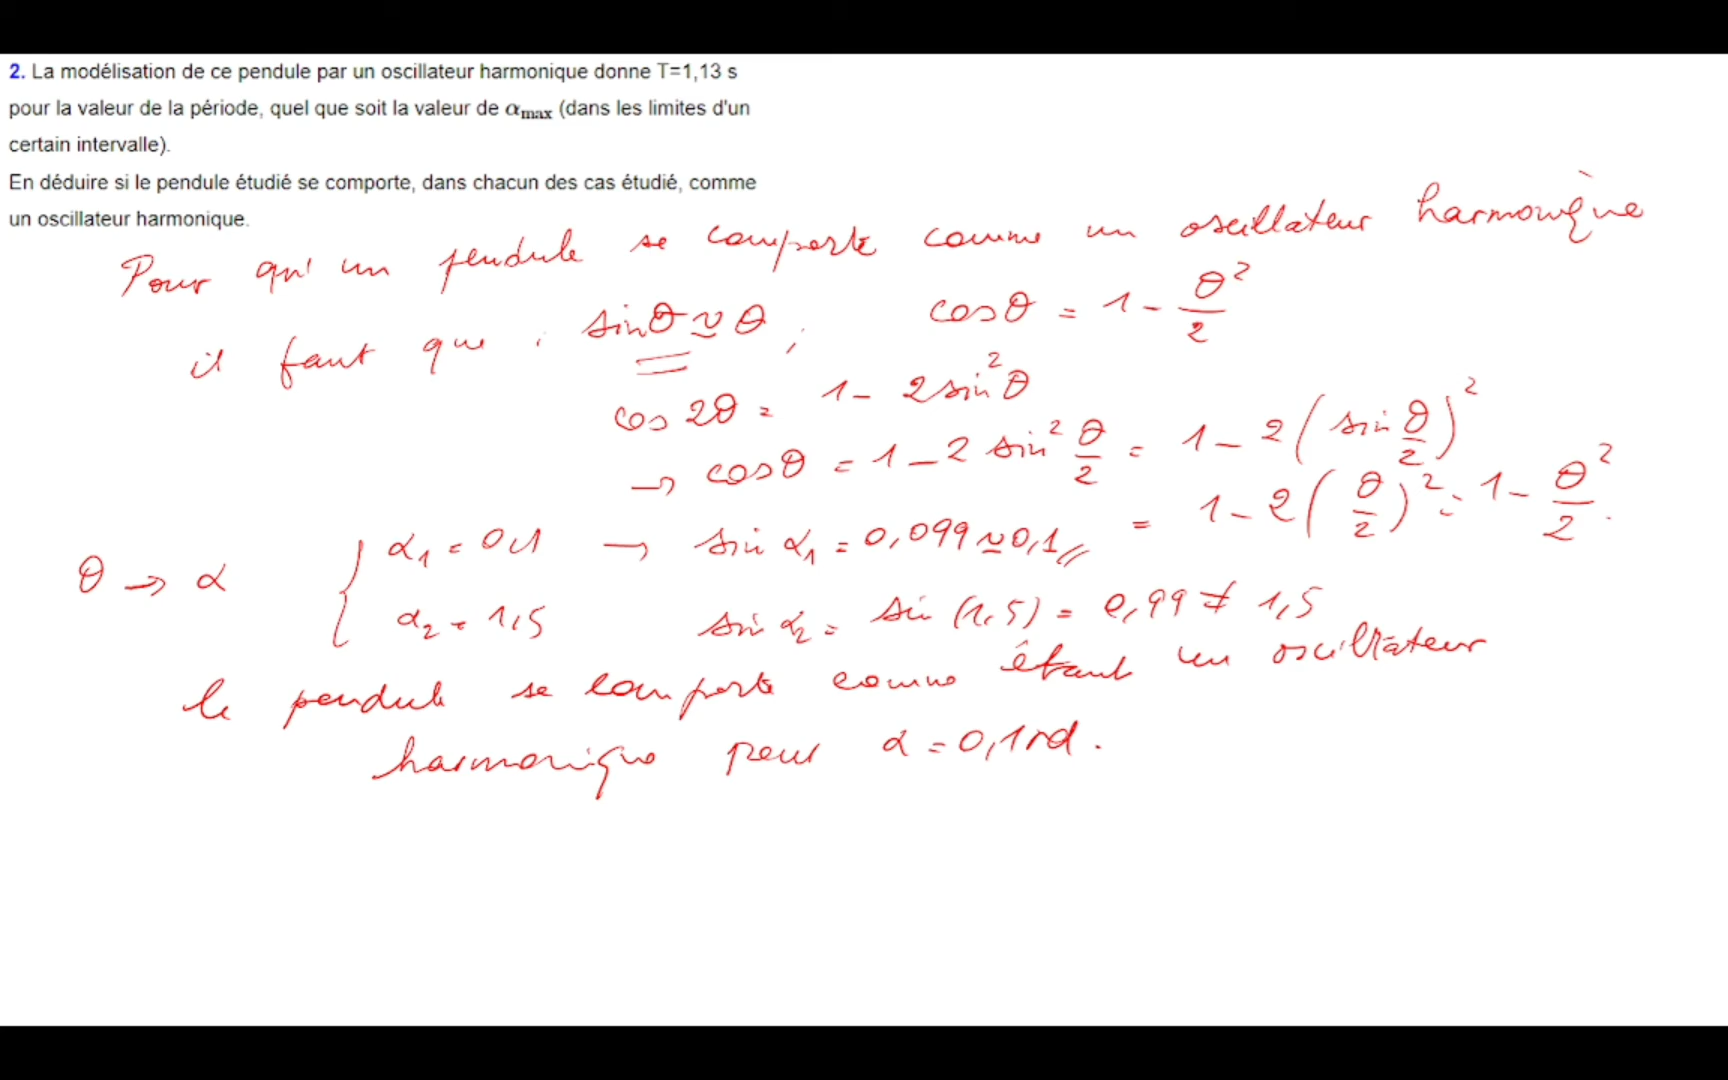 2. La modélisation de ce pendule par un oscillateur harmonique donne T=1,13 s
pour la valeur de la période, quel que soit la valeur de αmax (dans les limites d'un
certain intervalle).
En déduire si le pendule étudié se comporte, dans chacun des cas étudié, comme
un oscillateur harmonique.
Pour qu'un pendule se comporte comme un oscillateur harmonique
il faut que : sinθ ≃ θ ; cosθ = 1 - θ²/2
cos 2θ = 1 - 2 sin²θ
→ cosθ = 1 - 2 sin² θ/2 = 1 - 2 (sin θ/2)²
= 1 - 2 (θ/2)² = 1 - θ²/2.
θ → α { α₁ = 0,1 → sin α₁ = 0,099 ≃ 0,1
α₂ = 1,5 sin α₂ = sin (1,5) = 0,99 ≠ 1,5
le pendule se comporte comme étant un oscillateur
harmonique pour α = 0,1 rd.